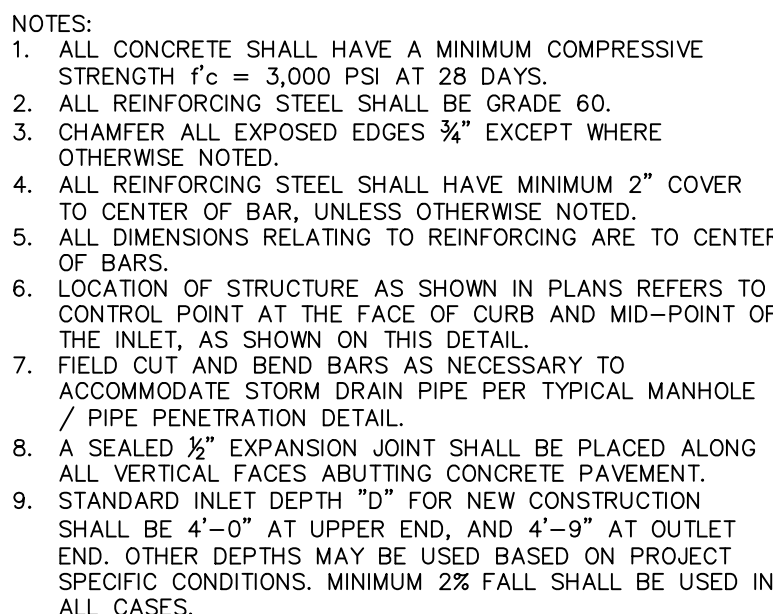 NOTES:
1. ALL CONCRETE SHALL HAVE A MINIMUM COMPRESSIVE
STRENGTH f'c = 3,000 PSI AT 28 DAYS.
2. ALL REINFORCING STEEL SHALL BE GRADE 60.
3. CHAMFER ALL EXPOSED EDGES ¾" EXCEPT WHERE
OTHERWISE NOTED.
4. ALL REINFORCING STEEL SHALL HAVE MINIMUM 2" COVER
TO CENTER OF BAR, UNLESS OTHERWISE NOTED.
5. ALL DIMENSIONS RELATING TO REINFORCING ARE TO CENTER
OF BARS.
6. LOCATION OF STRUCTURE AS SHOWN IN PLANS REFERS TO
CONTROL POINT AT THE FACE OF CURB AND MID–POINT OF
THE INLET, AS SHOWN ON THIS DETAIL.
7. FIELD CUT AND BEND BARS AS NECESSARY TO
ACCOMMODATE STORM DRAIN PIPE PER TYPICAL MANHOLE
/ PIPE PENETRATION DETAIL.
8. A SEALED ½" EXPANSION JOINT SHALL BE PLACED ALONG
ALL VERTICAL FACES ABUTTING CONCRETE PAVEMENT.
9. STANDARD INLET DEPTH "D" FOR NEW CONSTRUCTION
SHALL BE 4'–0" AT UPPER END, AND 4'–9" AT OUTLET
END. OTHER DEPTHS MAY BE USED BASED ON PROJECT
SPECIFIC CONDITIONS. MINIMUM 2% FALL SHALL BE USED IN
ALL CASES.